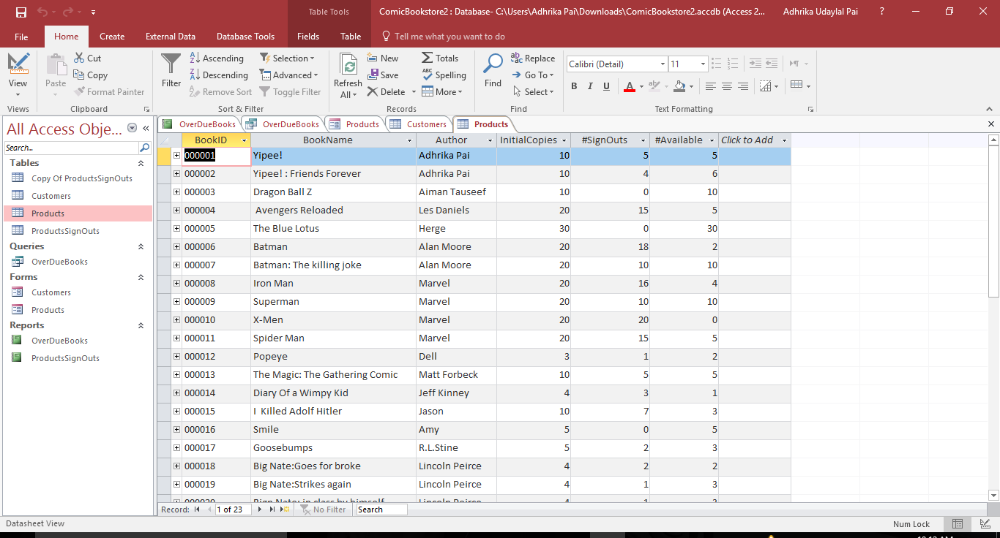 Table Tools ComicBookstore2 : Database- C:\Users\Adhrika Pai\Downloads\ComicBookstore2.accdb (Access 2... Adhrika Udaylal Pai ?
File Home Create External Data Database Tools Fields Table Tell me what you want to do
View Paste Cut Copy Format Painter Filter Ascending Descending Remove Sort Selection Advanced Toggle Filter Refresh All New Save Delete Totals Spelling More Find Replace Go To Select Calibri (Detail) 11 B I U A
Views Clipboard Sort & Filter Records Find Text Formatting
All Access Obje...
Search...
Tables
Copy Of ProductsSignOuts
Customers
Products
ProductsSignOuts
Queries
OverDueBooks
Forms
Customers
Products
Reports
OverDueBooks
ProductsSignOuts
OverDueBooks OverDueBooks Products Customers Products
BookID BookName Author InitialCopies #SignOuts #Available Click to Add
000001 Yipee! Adhrika Pai 10 5 5
000002 Yipee! : Friends Forever Adhrika Pai 10 4 6
000003 Dragon Ball Z Aiman Tauseef 10 0 10
000004 Avengers Reloaded Les Daniels 20 15 5
000005 The Blue Lotus Herge 30 0 30
000006 Batman Alan Moore 20 18 2
000007 Batman: The killing joke Alan Moore 20 10 10
000008 Iron Man Marvel 20 16 4
000009 Superman Marvel 20 10 10
000010 X-Men Marvel 20 20 0
000011 Spider Man Marvel 20 15 5
000012 Popeye Dell 3 1 2
000013 The Magic: The Gathering Comic Matt Forbeck 10 5 5
000014 Diary Of a Wimpy Kid Jeff Kinney 4 3 1
000015 I Killed Adolf Hitler Jason 10 7 3
000016 Smile Amy 5 0 5
000017 Goosebumps R.L.Stine 5 2 3
000018 Big Nate:Goes for broke Lincoln Peirce 4 2 2
000019 Big Nate:Strikes again Lincoln Peirce 4 1 3
Record: 1 of 23 No Filter Search
Datasheet View Num Lock